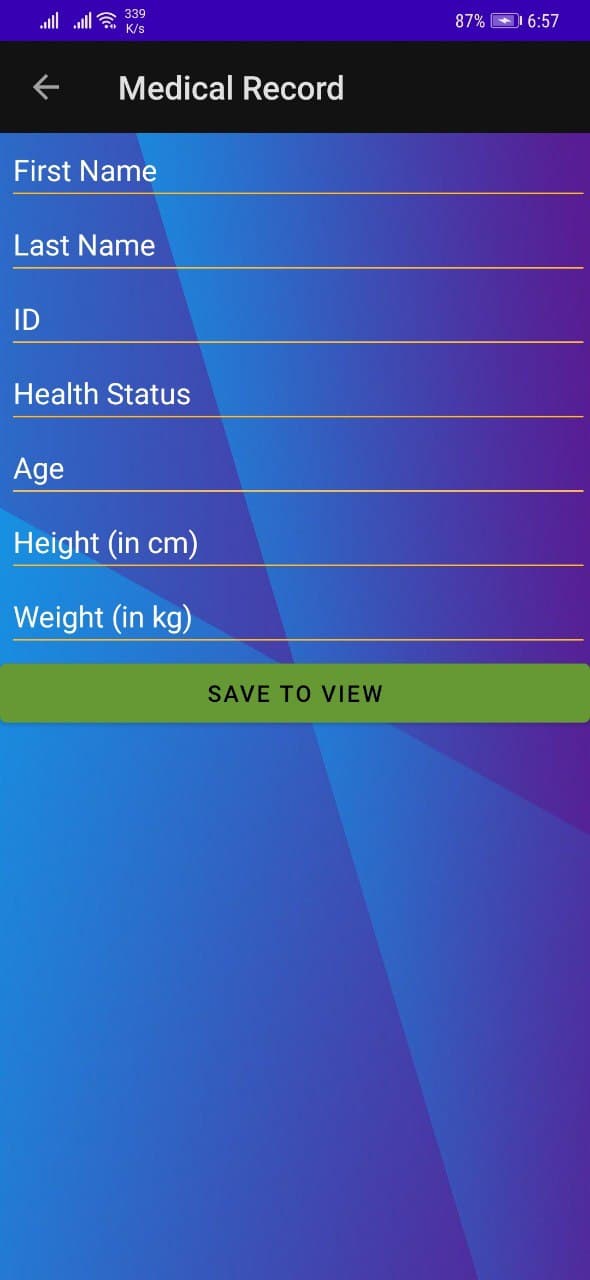 339
K/s
87%
6:57
Medical Record
First Name
Last Name
ID
Health Status
Age
Height (in cm)
Weight (in kg)
SAVE TO VIEW